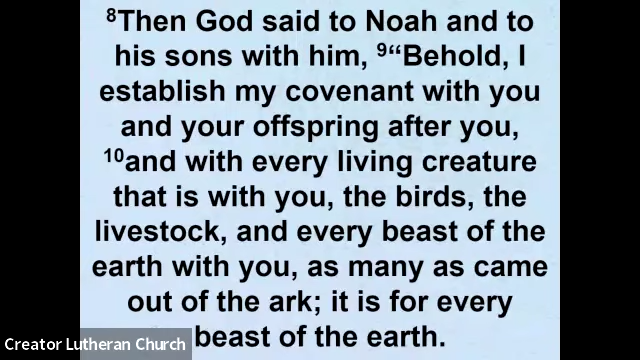 ⁸Then God said to Noah and to
his sons with him, ⁹“Behold, I
establish my covenant with you
and your offspring after you,
¹⁰and with every living creature
that is with you, the birds, the
livestock, and every beast of the
earth with you, as many as came
out of the ark; it is for every
beast of the earth.
Creator Lutheran Church